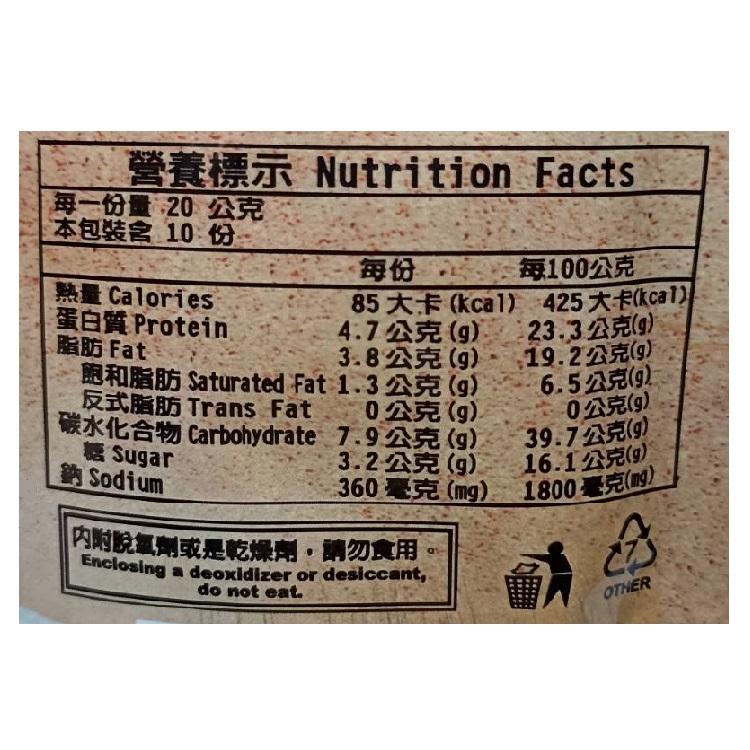 營養標示 Nutrition Facts
每一份量 20 公克
本包裝含 10 份
每份 每100公克
熱量 Calories 85 大卡 (kcal) 425 大卡(kcal)
蛋白質 Protein 4.7 公克 (g) 23.3 公克(g)
脂肪 Fat 3.8 公克 (g) 19.2 公克(g)
飽和脂肪 Saturated Fat 1.3 公克 (g) 6.5 公克(g)
反式脂肪 Trans Fat 0 公克 (g) 0 公克(g)
碳水化合物 Carbohydrate 7.9 公克 (g) 39.7 公克(g)
糖 Sugar 3.2 公克 (g) 16.1 公克(g)
鈉 Sodium 360 毫克 (mg) 1800 毫克(mg)
內附脫氧劑或是乾燥劑，請勿食用。
Enclosing a deoxidizer or desiccant,
do not eat.
7
OTHER